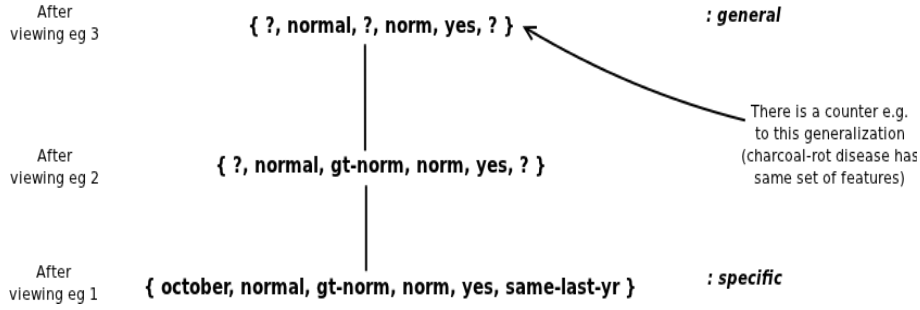 After
viewing eg 3
{ ?, normal, ?, norm, yes, ? }
: general
There is a counter e.g.
to this generalization
(charcoal-rot disease has
same set of features)
After
viewing eg 2
{ ?, normal, gt-norm, norm, yes, ? }
After
viewing eg 1
{ october, normal, gt-norm, norm, yes, same-last-yr }
: specific